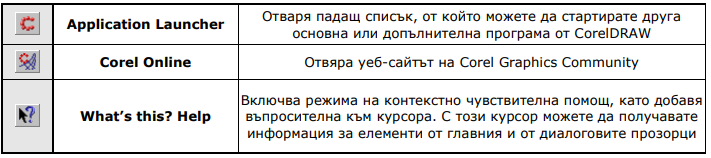 Application Launcher
Отваря падащ списък, от който можете да стартирате друга
основна или допълнителна програма от CorelDRAW
Corel Online
Отвяра уеб-сайтът на Corel Graphics Community
What's this? Help
Включва режима на контекстно чувствителна помощ, като добавя
въпросителна към курсора. С този курсор можете да получавате
информация за елементи от главния и от диалоговите прозорци